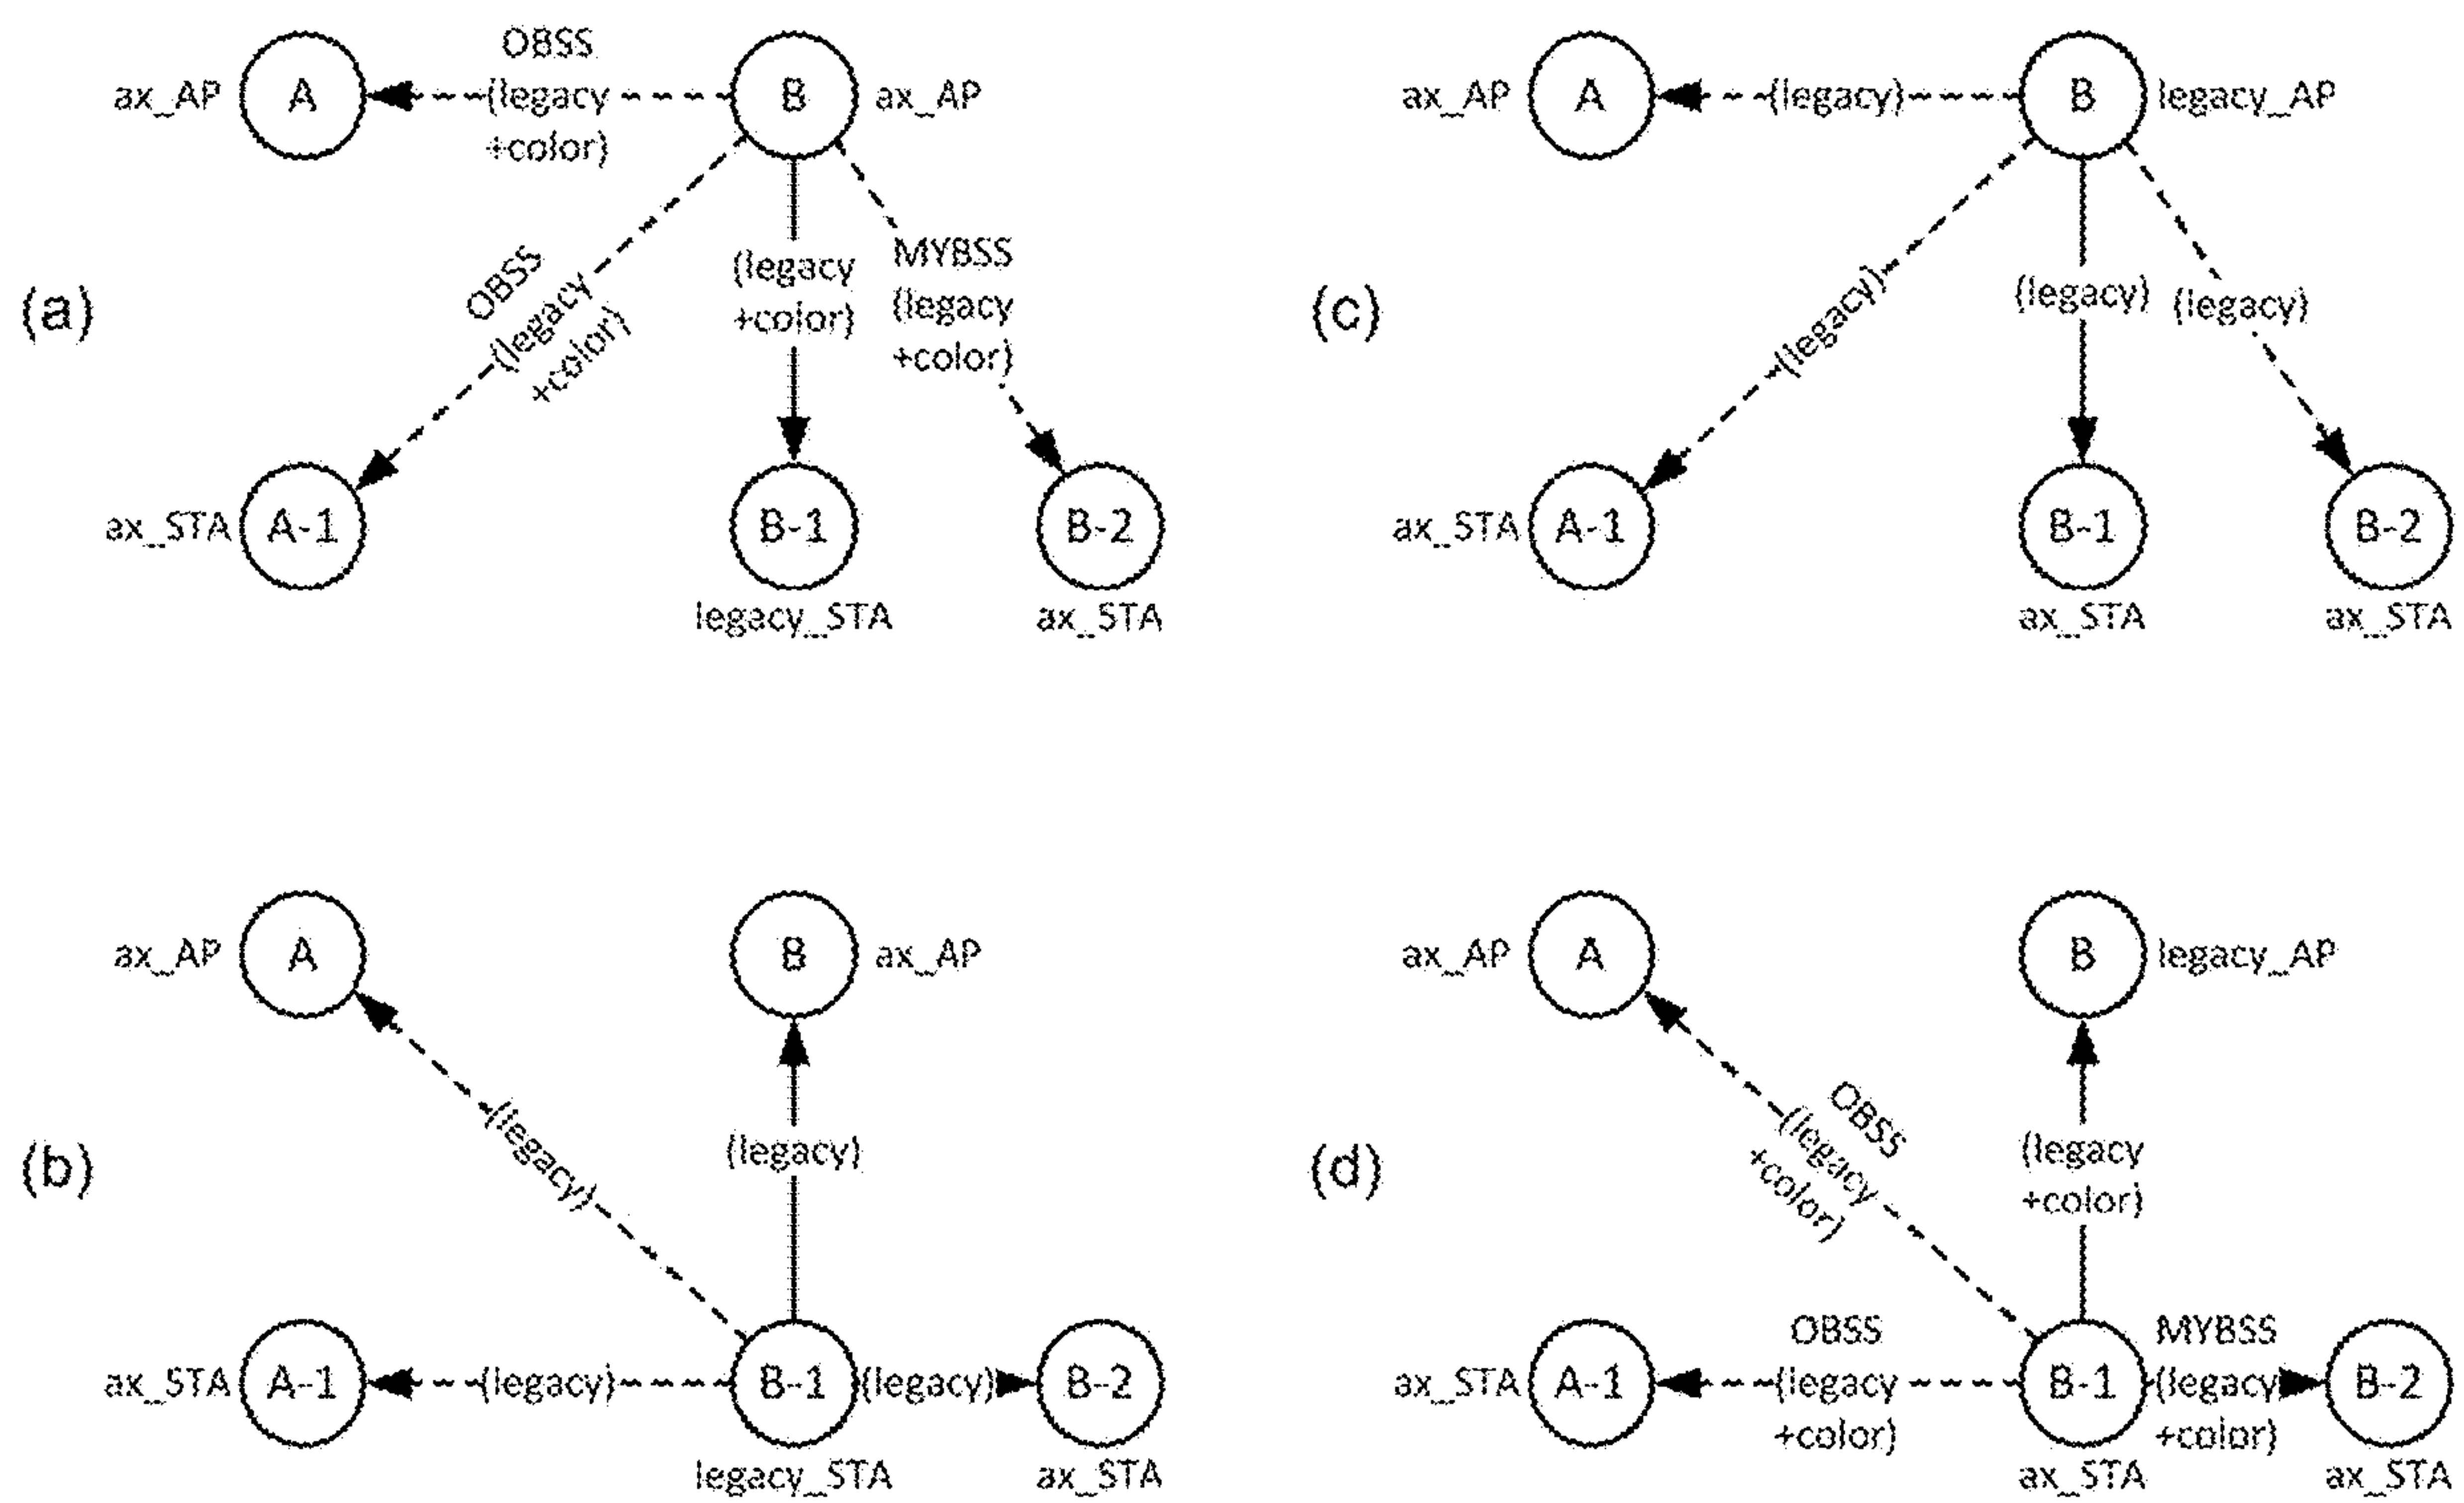 (a)
OBSS
ax_AP A (legacy B ax_AP
+color)
OBSS
(legacy
+color)
(legacy
+color)
MYBSS
(legacy
+color)
ax_STA A-1 B-1 B-2
legacy_STA ax_STA
(c)
ax_AP A (legacy) B legacy_AP
(legacy)
(legacy) (legacy)
ax_STA A-1 B-1 B-2
ax_STA ax_STA
(b)
ax_AP A B ax_AP
(legacy)
(legacy)
ax_STA A-1 (legacy) B-1 (legacy) B-2
legacy_STA ax_STA
(d)
ax_AP A B legacy_AP
OBSS
(legacy
+color)
(legacy
+color)
OBSS MYBSS
ax_STA A-1 (legacy B-1 (legacy B-2
+color) +color)
ax_STA ax_STA